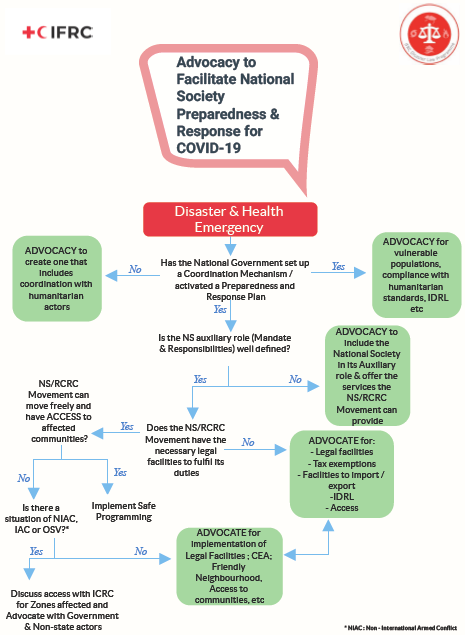 IFRC
Advocacy to
Facilitate National
Society
Preparedness &
Response for
COVID-19
Disaster & Health
Emergency
ADVOCACY to
create one that
includes
coordination with
humanitarian
actors
No
Has the National Government set up
a Coordination Mechanism /
activated a Preparedness and
Response Plan
Yes
ADVOCACY for
vulnerable
populations,
compliance with
humanitarian
standards, IDRL
etc
Yes
Is the NS auxiliary role (Mandate
& Responsibilities) well defined?
ADVOCACY to
include the
National Society
in its Auxiliary
role & offer the
services the
NS/RCRC
Movement can
provide
Yes
No
NS/RCRC
Movement can
move freely and
have ACCESS to
affected
communities?
Yes
Does the NS/RCRC
Movement have the
necessary legal
facilities to fulfil its
duties
No
ADVOCATE for:
- Legal facilities
- Tax exemptions
- Facilities to import /
export
-IDRL
- Access
No
Yes
Is there a
situation of NIAC,
IAC or OSV?*
Implement Safe
Programming
Yes
No
ADVOCATE for
implementation of
Legal Facilities ; CEA;
Friendly
Neighbourhood,
Access to
communities, etc
Discuss access with ICRC
for Zones affected and
Advocate with Government
& Non-state actors
* NIAC : Non - International Armed Conflict